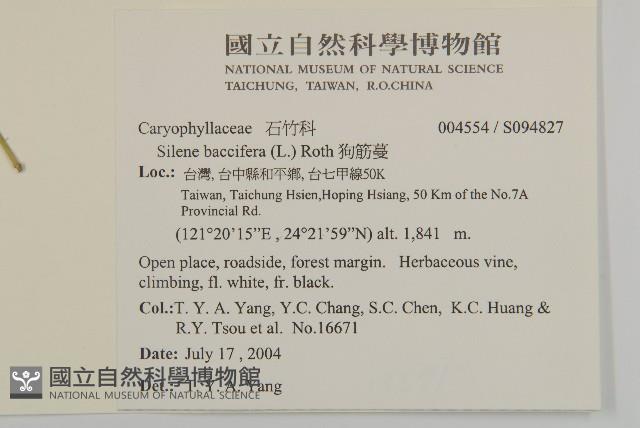 國立自然科學博物館
NATIONAL MUSEUM OF NATURAL SCIENCE
TAICHUNG, TAIWAN, R.O.CHINA
Caryophyllaceae 石竹科 004554 / S094827
Silene baccifera (L.) Roth 狗筋蔓
Loc.: 台灣, 台中縣和平鄉, 台七甲線50K
Taiwan, Taichung Hsien,Hoping Hsiang, 50 Km of the No.7A
Provincial Rd.
(121°20'15”E , 24°21'59”N) alt. 1,841 m.
Open place, roadside, forest margin. Herbaceous vine,
climbing, fl. white, fr. black.
Col.:T. Y. A. Yang, Y.C. Chang, S.C. Chen, K.C. Huang &
R.Y. Tsou et al. No.16671
Date: July 17 , 2004
Det.: T. Y. A. Yang
國立自然科學博物館
NATIONAL MUSEUM OF NATURAL SCIENCE